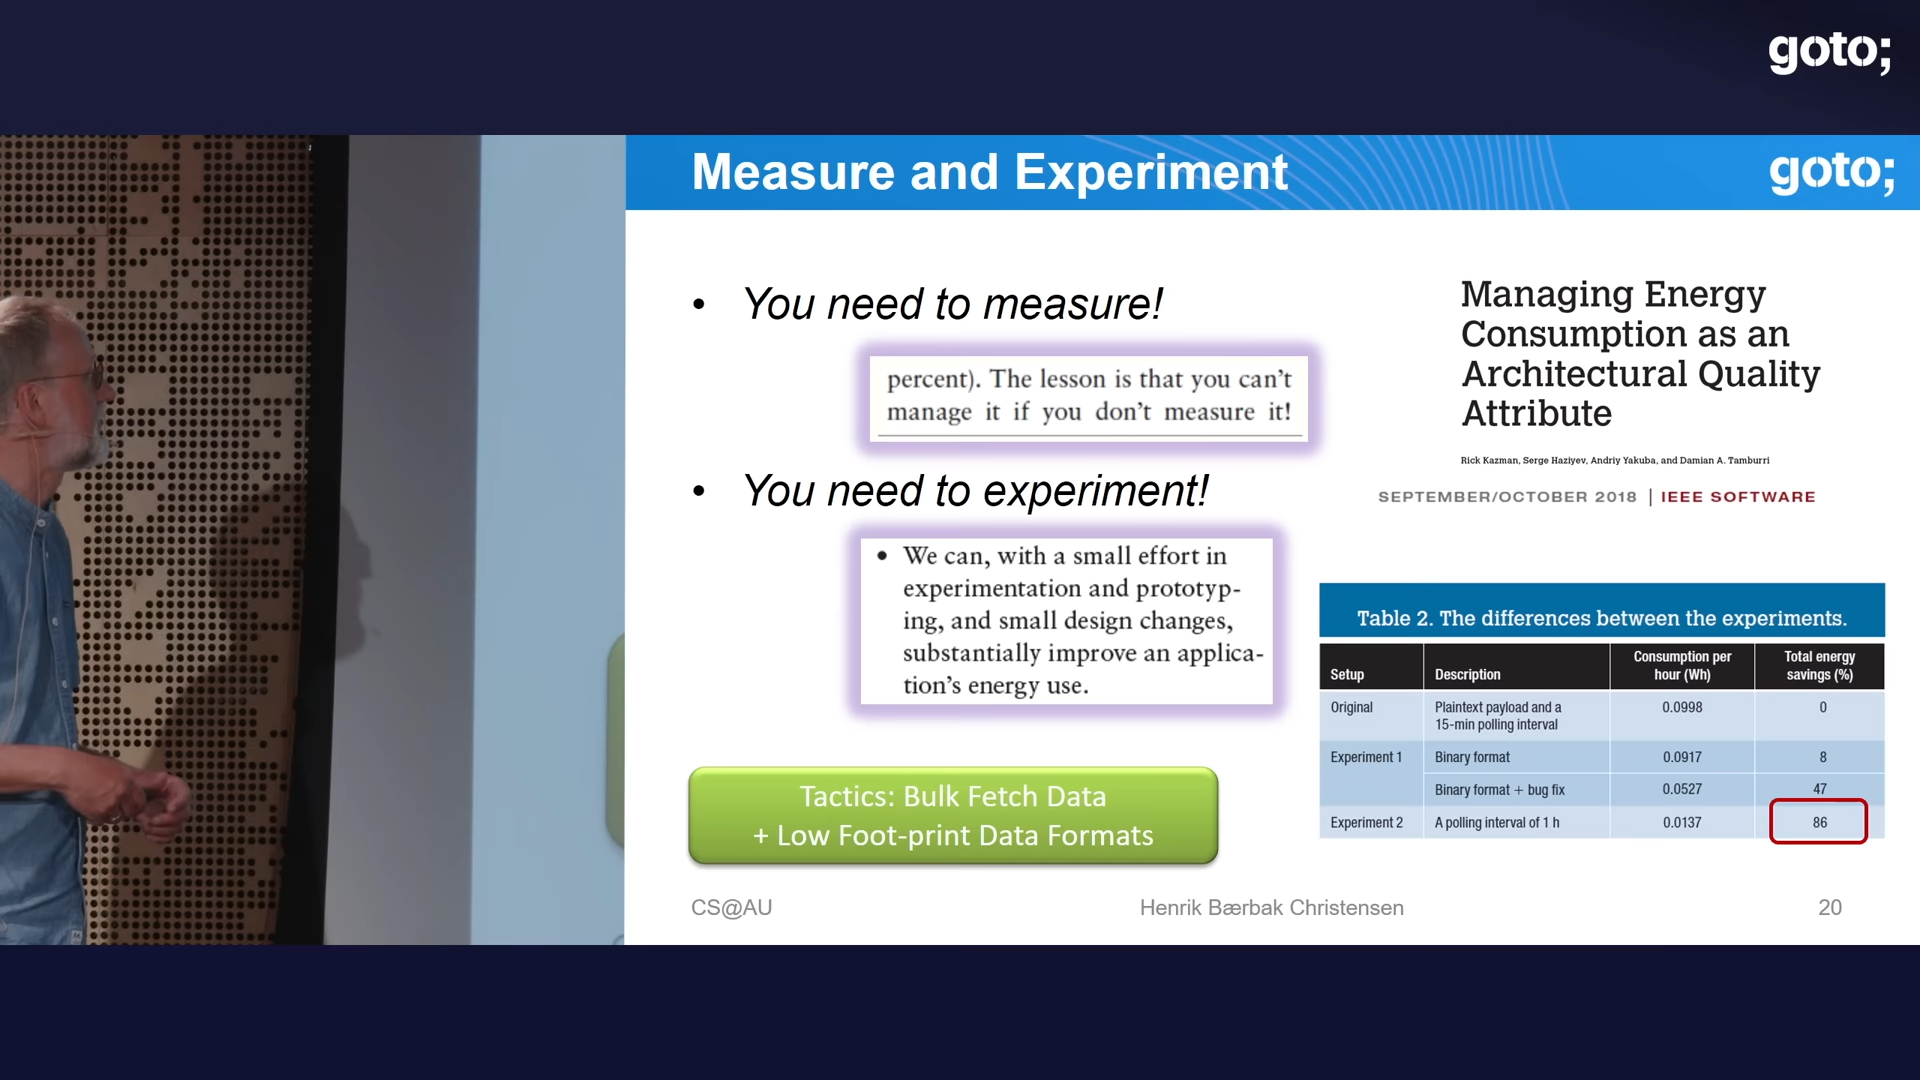 goto;
Measure and Experiment
goto;
• You need to measure!
percent). The lesson is that you can't
manage it if you don't measure it!
• You need to experiment!
• We can, with a small effort in
experimentation and prototyp-
ing, and small design changes,
substantially improve an applica-
tion's energy use.
Tactics: Bulk Fetch Data
+ Low Foot-print Data Formats
Managing Energy
Consumption as an
Architectural Quality
Attribute
Rick Kazman, Serge Haziyev, Andriy Yakuba, and Damian A. Tamburri
SEPTEMBER/OCTOBER 2018 | IEEE SOFTWARE
Table 2. The differences between the experiments.
Setup Description Consumption per hour (Wh) Total energy savings (%)
Original Plaintext payload and a 15-min polling interval 0.0998 0
Experiment 1 Binary format 0.0917 8
Binary format + bug fix 0.0527 47
Experiment 2 A polling interval of 1 h 0.0137 86
CS@AU Henrik Bærbak Christensen 20